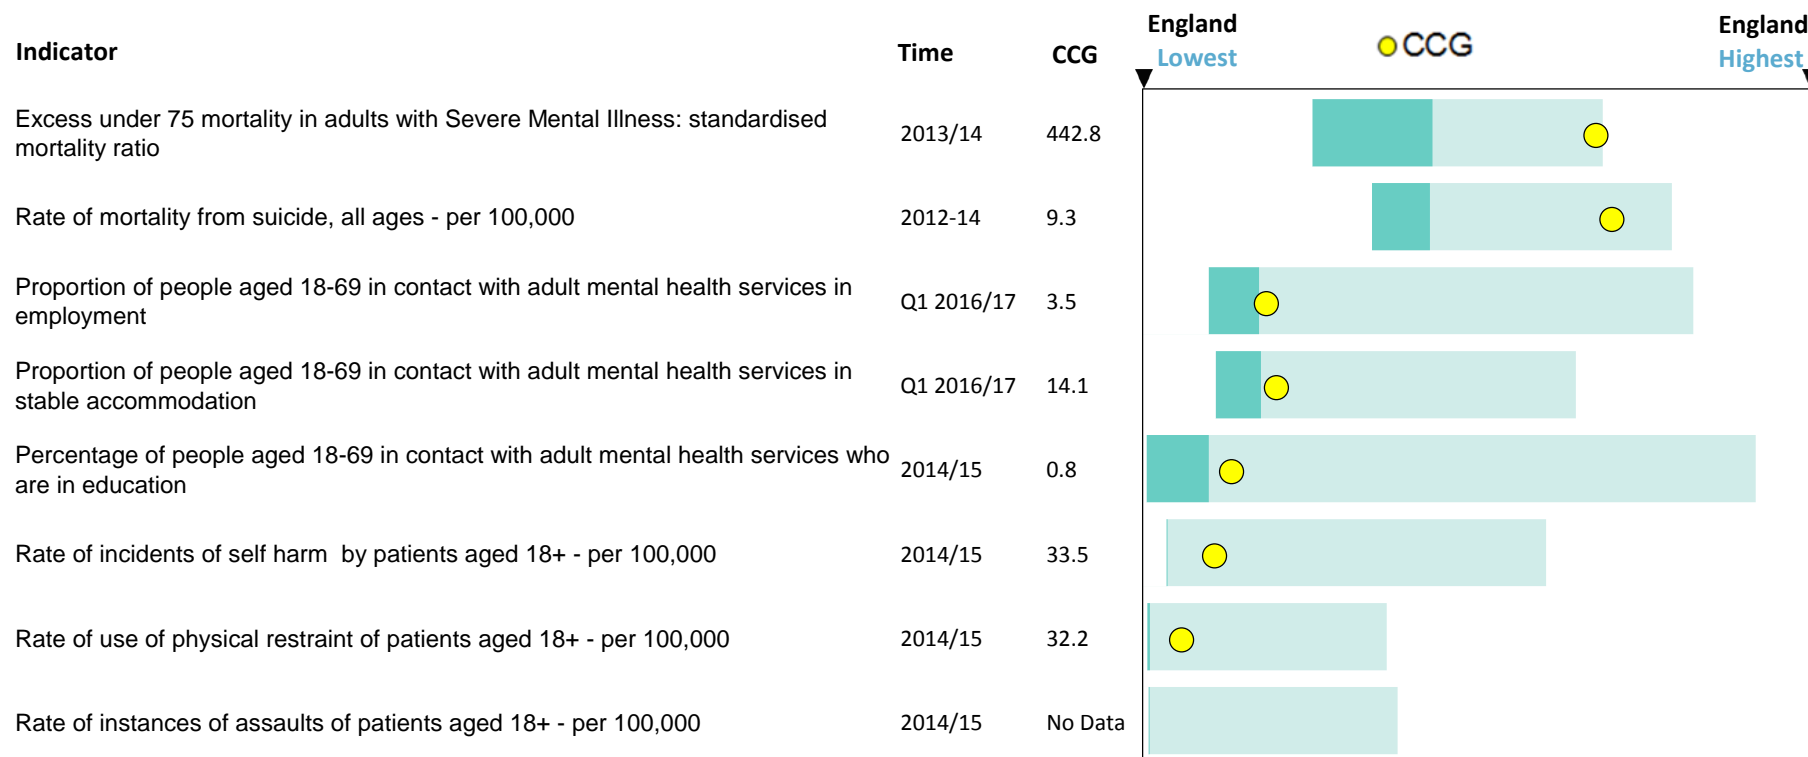 Indicator Time CCG England Lowest CCG England Highest
Excess under 75 mortality in adults with Severe Mental Illness: standardised
mortality ratio
2013/14 442.8
Rate of mortality from suicide, all ages - per 100,000 2012-14 9.3
Proportion of people aged 18-69 in contact with adult mental health services in
employment
Q1 2016/17 3.5
Proportion of people aged 18-69 in contact with adult mental health services in
stable accommodation
Q1 2016/17 14.1
Percentage of people aged 18-69 in contact with adult mental health services who
are in education
2014/15 0.8
Rate of incidents of self harm  by patients aged 18+ - per 100,000 2014/15 33.5
Rate of use of physical restraint of patients aged 18+ - per 100,000 2014/15 32.2
Rate of instances of assaults of patients aged 18+ - per 100,000 2014/15 No Data